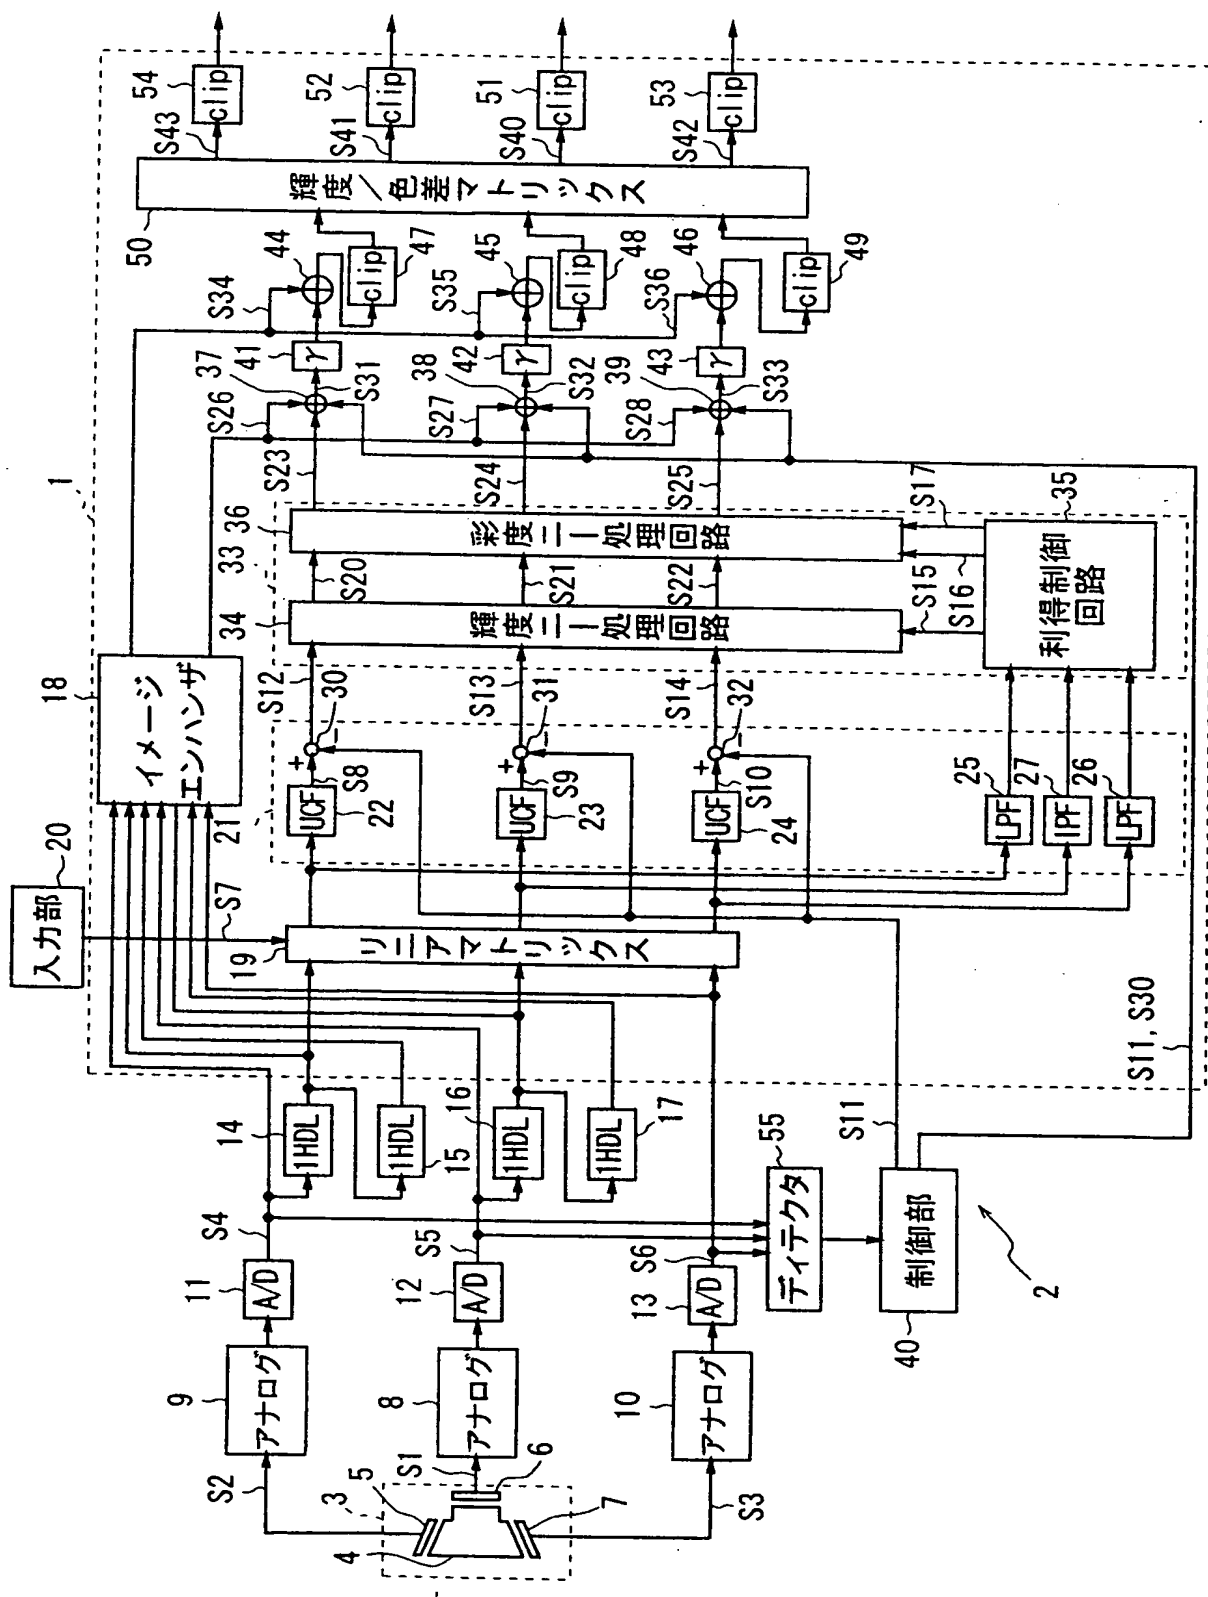 1
2
3
4
5
6
7
S1
S2
S3
アナログ
8
アナログ
9
アナログ
10
A/D
11
A/D
12
A/D
13
S4
S5
S6
1HDL
14
1HDL
15
1HDL
16
1HDL
17
ディテクタ
55
制御部
40
S11
S11, S30
入力部
20
S7
イメージ
エンハンザ
18
リニアマトリックス
19
21
UCF
22
UCF
23
UCF
24
S8
S9
S10
+
-
30
+
-
31
+
-
32
LPF
25
IPF
27
LPF
26
S12
S13
S14
33
輝度ニー処理回路
34
S20
S21
S22
彩度ニー処理回路
36
利得制御
回路
35
S15
S16
S17
S23
S24
S25
S26
S27
S28
37
38
39
S31
S32
S33
γ
41
γ
42
γ
43
S34
S35
S36
44
45
46
clip
47
clip
48
clip
49
輝度/色差マトリックス
50
S43
S41
S40
S42
clip
54
clip
52
clip
51
clip
53